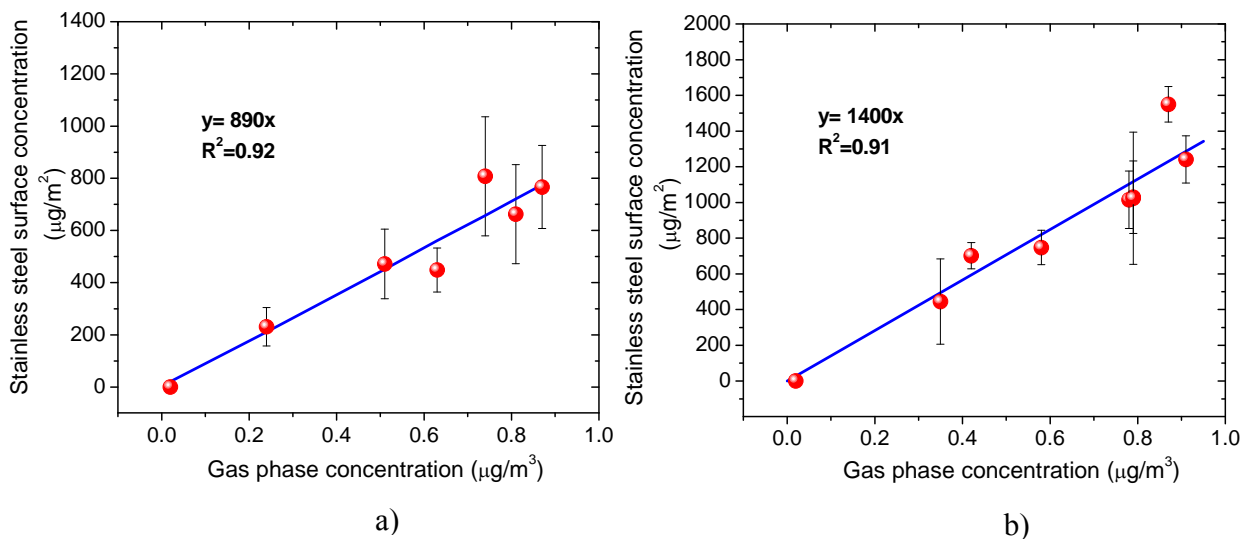 Stainless steel surface concentration
(μg/m²)
1400
1200
1000
800
600
400
200
0
y= 890x
R²=0.92
0.0 0.2 0.4 0.6 0.8 1.0
Gas phase concentration (μg/m³)
a)
Stainless steel surface concentration
(μg/m²)
2000
1800
1600
1400
1200
1000
800
600
400
200
0
y= 1400x
R²=0.91
0.0 0.2 0.4 0.6 0.8 1.0
Gas phase concentration (μg/m³)
b)